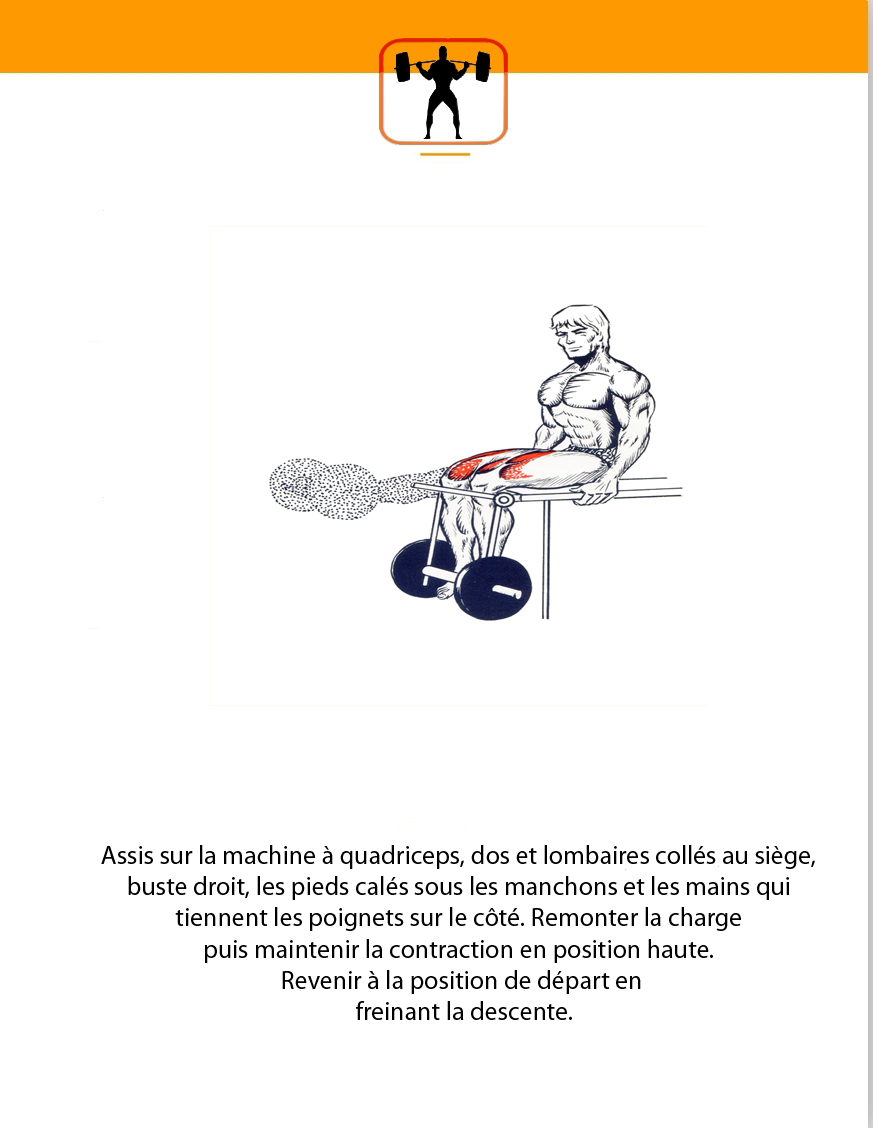 Assis sur la machine à quadriceps, dos et lombaires collés au siège,
buste droit, les pieds calés sous les manchons et les mains qui
tiennent les poignets sur le côté. Remonter la charge
puis maintenir la contraction en position haute.
Revenir à la position de départ en
freinant la descente.